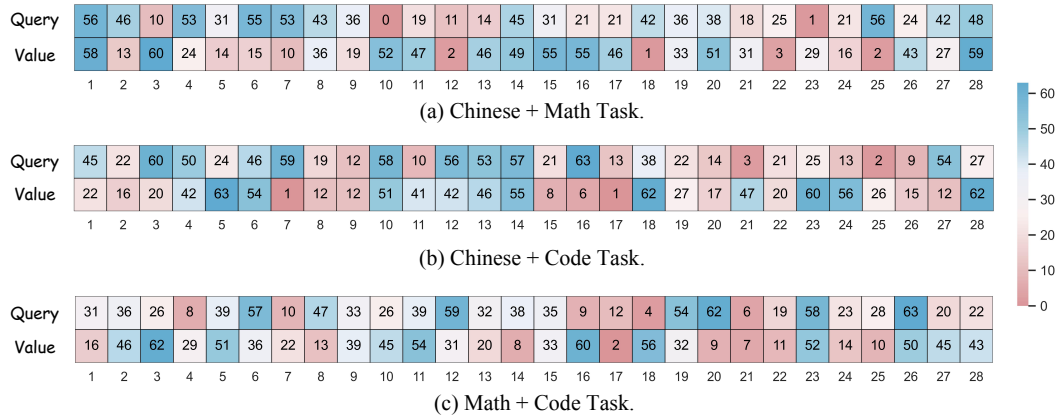 Query 56 46 10 53 31 55 53 43 36 0 19 11 14 45 31 21 21 42 36 38 18 25 1 21 56 24 42 48
Value 58 13 60 24 14 15 10 36 19 52 47 2 46 49 55 55 46 1 33 51 31 3 29 16 2 43 27 59
1 2 3 4 5 6 7 8 9 10 11 12 13 14 15 16 17 18 19 20 21 22 23 24 25 26 27 28
(a) Chinese + Math Task.
Query 45 22 60 50 24 46 59 19 12 58 10 56 53 57 21 63 13 38 22 14 3 21 25 13 2 9 54 27
Value 22 16 20 42 63 54 1 12 12 51 41 42 46 55 8 6 1 62 27 17 47 20 60 56 26 15 12 62
1 2 3 4 5 6 7 8 9 10 11 12 13 14 15 16 17 18 19 20 21 22 23 24 25 26 27 28
(b) Chinese + Code Task.
Query 31 36 26 8 39 57 10 47 33 26 39 59 32 38 35 9 12 4 54 62 6 19 58 23 28 63 20 22
Value 16 46 62 29 51 36 22 13 39 45 54 31 20 8 33 60 2 56 32 9 7 11 52 14 10 50 45 43
1 2 3 4 5 6 7 8 9 10 11 12 13 14 15 16 17 18 19 20 21 22 23 24 25 26 27 28
(c) Math + Code Task.
60
50
40
30
20
10
0